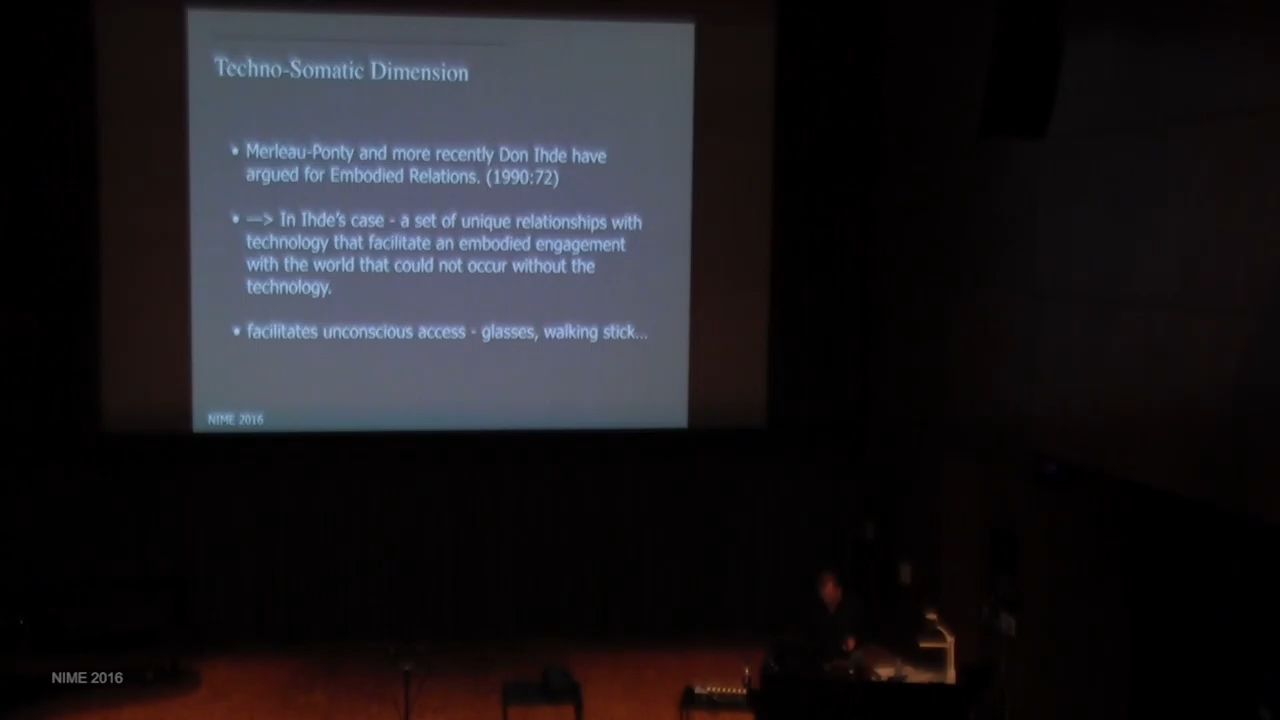 Techno-Somatic Dimension
• Merleau-Ponty and more recently Don Ihde have
argued for Embodied Relations. (1990:72)
• —> In Ihde's case - a set of unique relationships with
technology that facilitate an embodied engagement
with the world that could not occur without the
technology.
• facilitates unconscious access - glasses, walking stick...
NIME 2016
NIME 2016